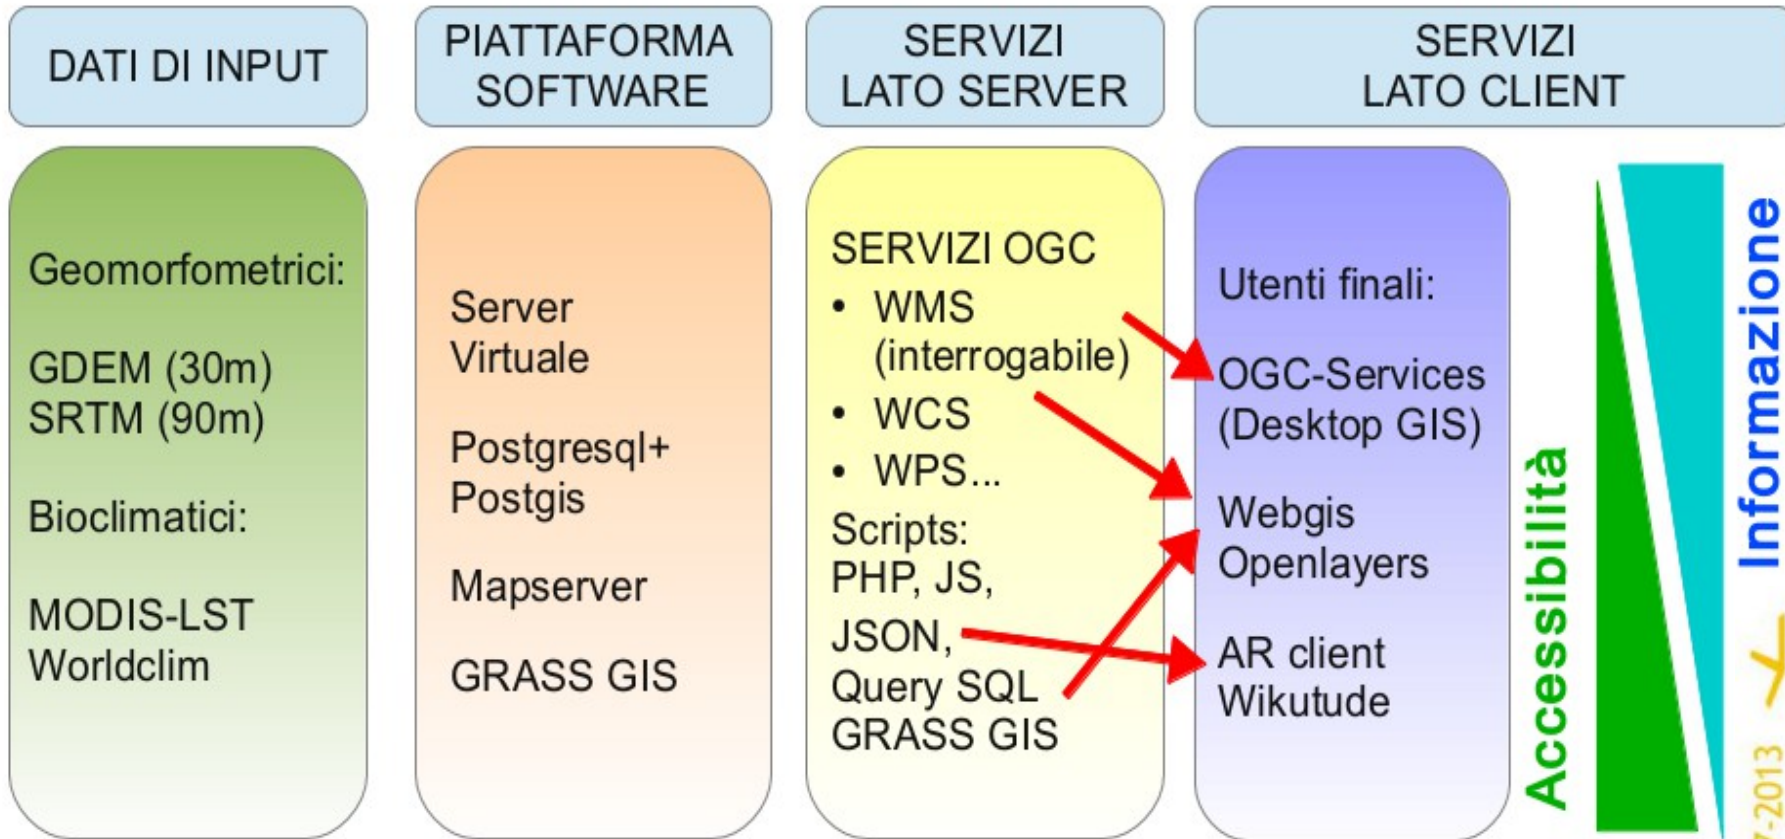 DATI DI INPUT
PIATTAFORMA
SOFTWARE
SERVIZI
LATO SERVER
SERVIZI
LATO CLIENT
Geomorfometrici:
GDEM (30m)
SRTM (90m)
Bioclimatici:
MODIS-LST
Worldclim
Server
Virtuale
Postgresql+
Postgis
Mapserver
GRASS GIS
SERVIZI OGC
• WMS
(interrogabile)
• WCS
• WPS...
Scripts:
PHP, JS,
JSON,
Query SQL
GRASS GIS
Utenti finali:
OGC-Services
(Desktop GIS)
Webgis
Openlayers
AR client
Wikutude
Accessibilità
Informazione
-2013